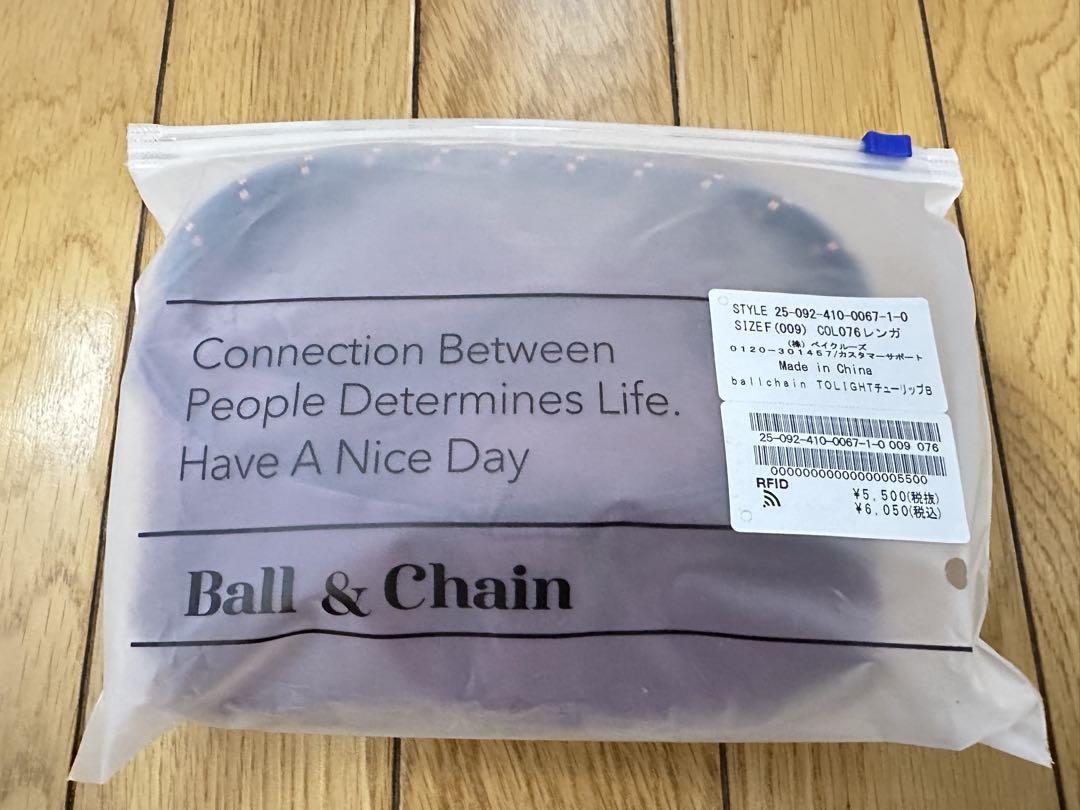 Connection Between
People Determines Life.
Have A Nice Day
Ball & Chain
STYLE 25-092-410-0067-1-0
SIZEF(009) COL076レンガ
(株) ベイクルーズ
0120-301457/カスタマーサポート
Made in China
ballchain TOLIGHTチューリップB
25-092-410-0067-1-0 009 076
00000000000000005500
RFID
¥5,500(税抜)
¥6,050(税込)